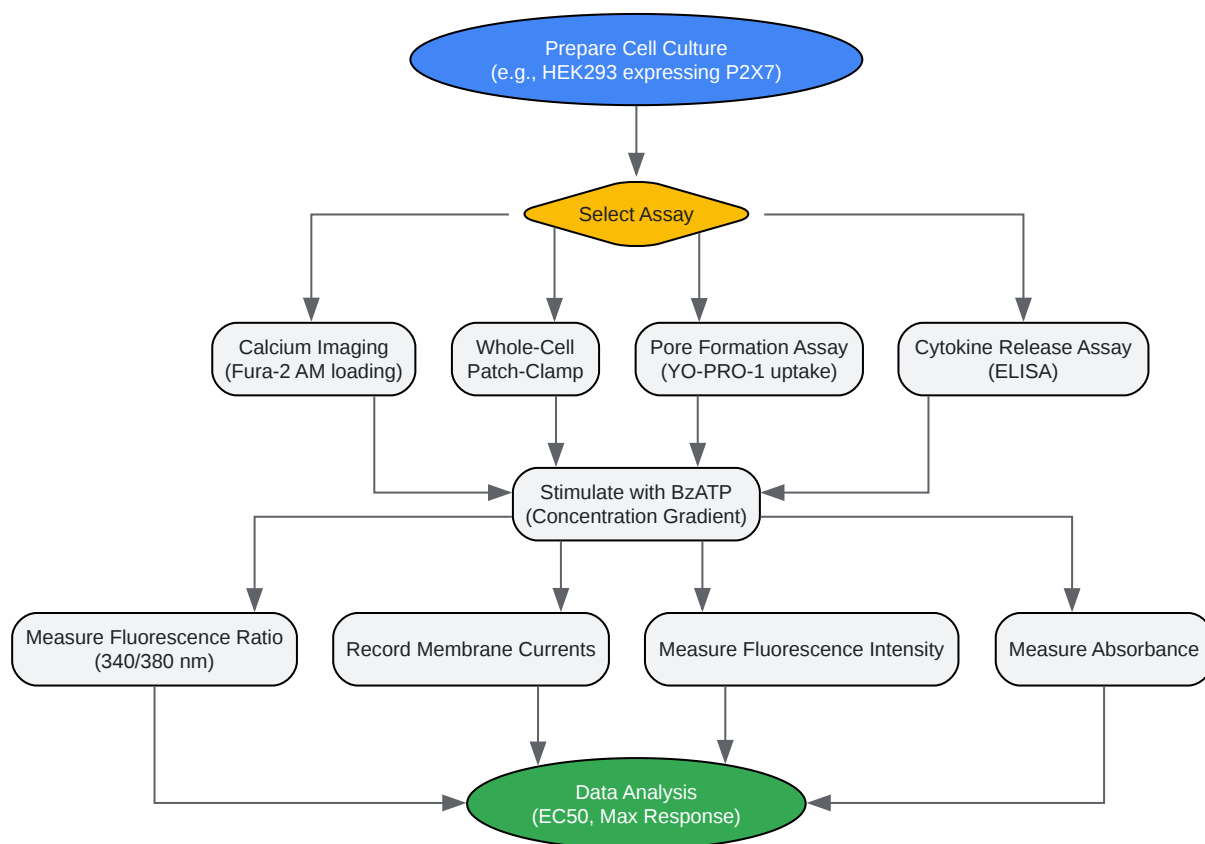 Prepare Cell Culture
(e.g., HEK293 expressing P2X7)
Select Assay
Calcium Imaging
(Fura-2 AM loading)
Whole-Cell
Patch-Clamp
Pore Formation Assay
(YO-PRO-1 uptake)
Cytokine Release Assay
(ELISA)
Stimulate with BzATP
(Concentration Gradient)
Measure Fluorescence Ratio
(340/380 nm)
Record Membrane Currents
Measure Fluorescence Intensity
Measure Absorbance
Data Analysis
(EC50, Max Response)